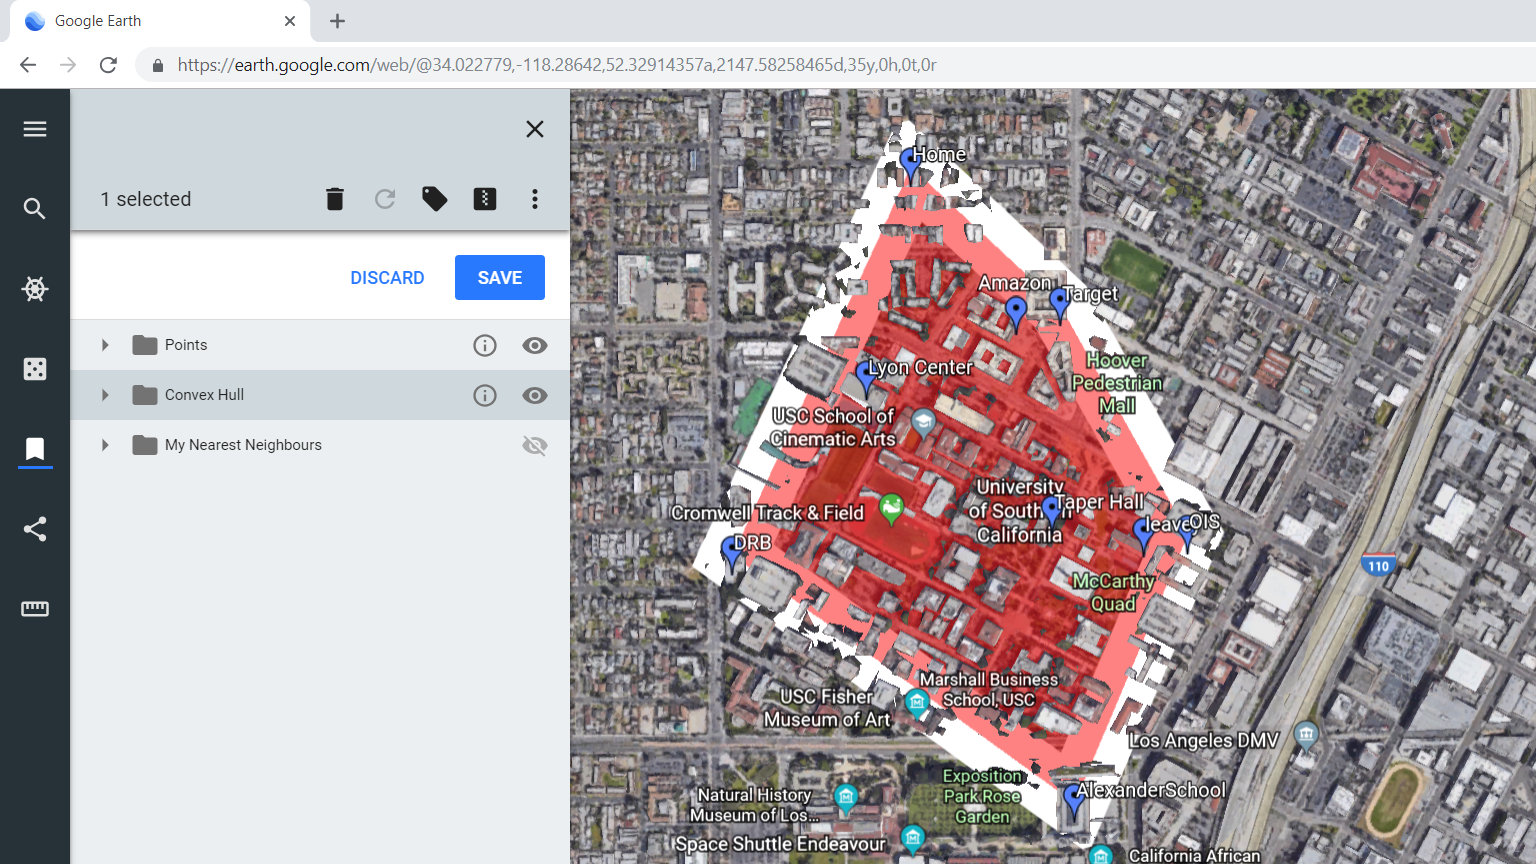 Google Earth
https://earth.google.com/web/@34.022779,-118.28642,52.32914357a,2147.58258465d,35y,0h,0t,0r
1 selected
DISCARD
SAVE
Points
Convex Hull
My Nearest Neighbours
Home
Amazon
Target
Hoover
Pedestrian
Mall
Lyon Center
USC School of
Cinematic Arts
University
of South
California
Taper Hall
leavey
OIS
Cromwell Track & Field
DRB
McCarthy
Quad
110
Marshall Business
School, USC
USC Fisher
Museum of Art
Los Angeles DMV
Exposition
Park Rose
Garden
AlexanderSchool
Natural History
Museum of Los...
Space Shuttle Endeavour
California African